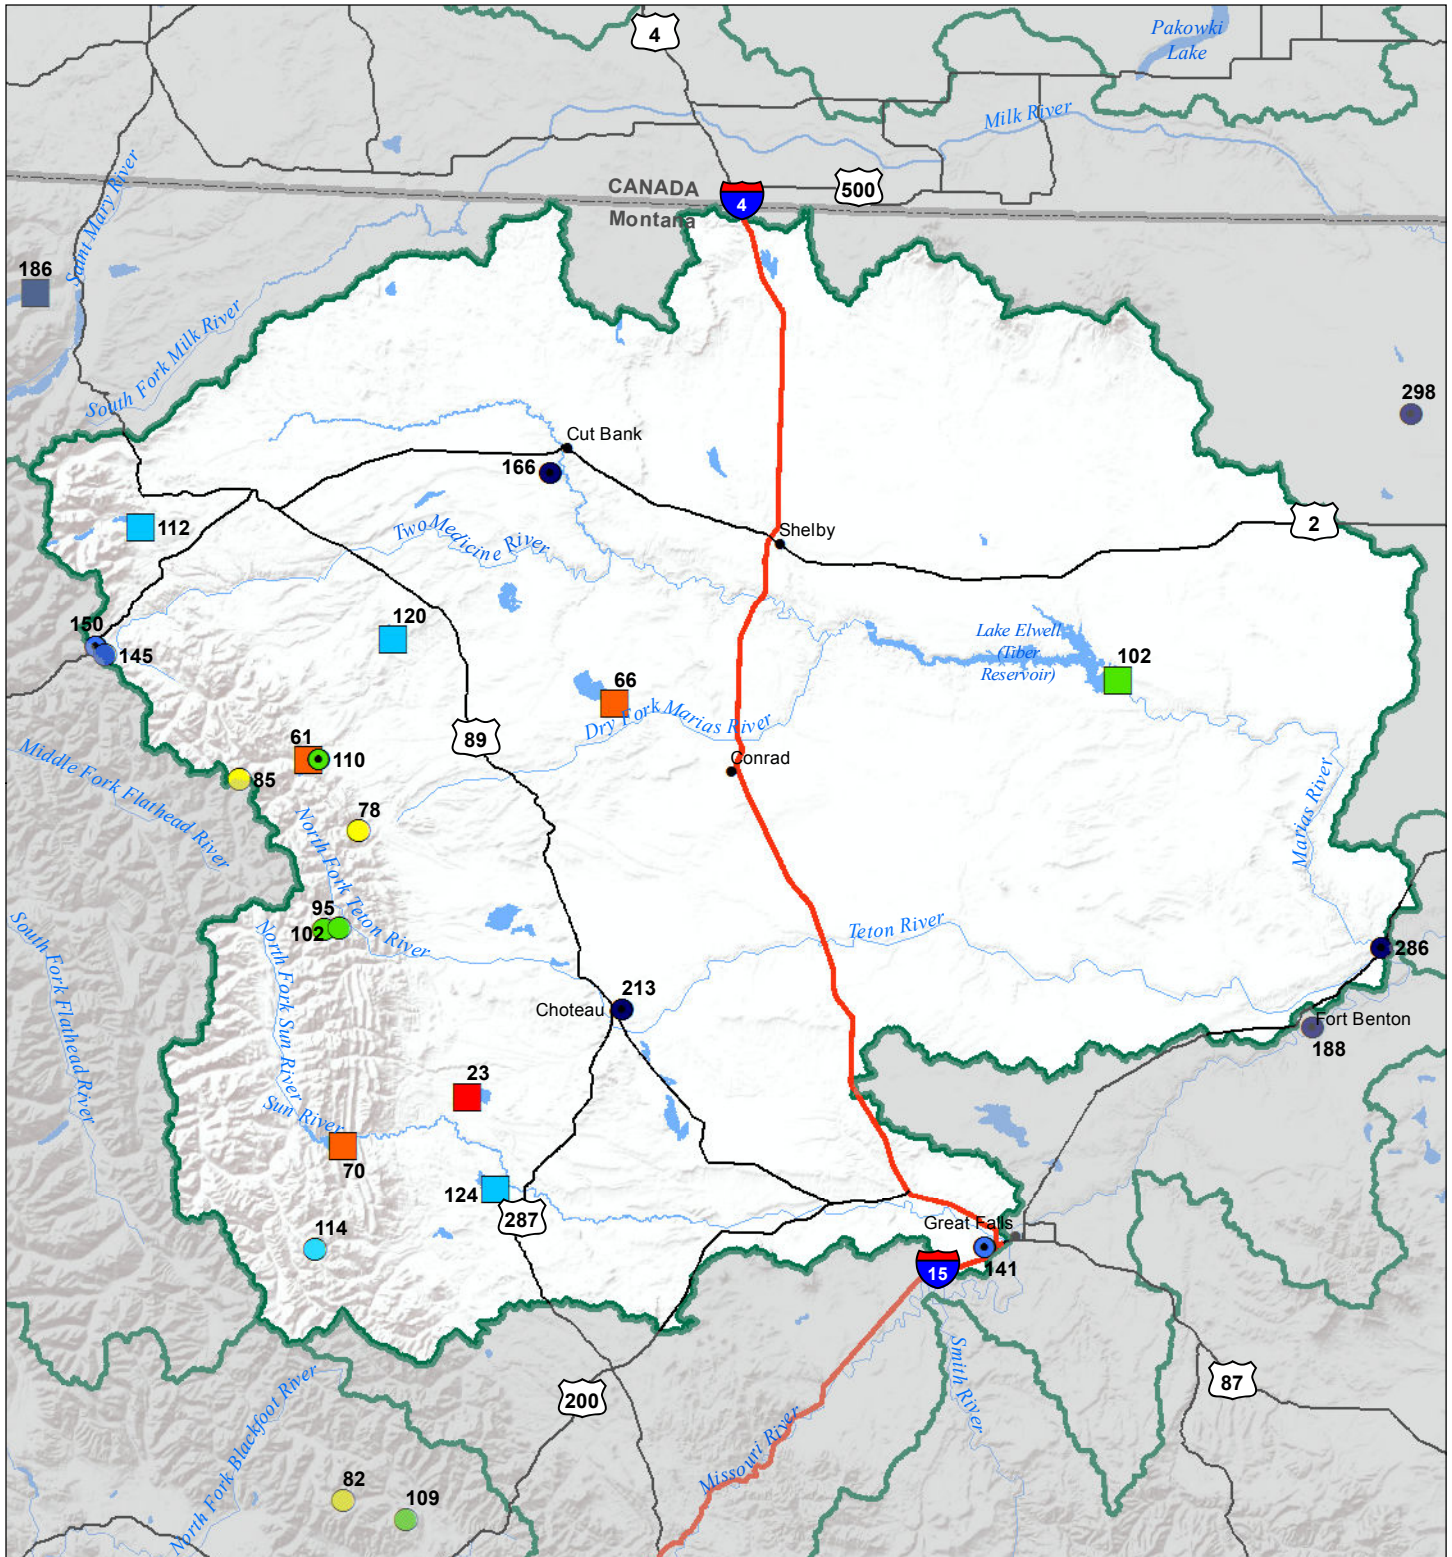 4
Pakowki
Lake
Milk River
CANADA
500
4
Montana
Saint Mary River
186
South Fork Milk River
298
Cut Bank
166
112
2
Two Medicine River
Shelby
120
150
145
Lake Elwell
(Tiber
Reservoir)
102
66
Dry Fork Marias River
89
61
110
85
Conrad
Middle Fork Flathead River
78
Marias River
North Fork Teton River
95
102
South Fork Flathead River
North Fork Sun River
Teton River
286
213
Choteau
Fort Benton
188
23
Sun River
70
124
287
114
Great Falls
15
141
Smith River
200
87
North Fork Blackfoot River
Missouri River
82
109